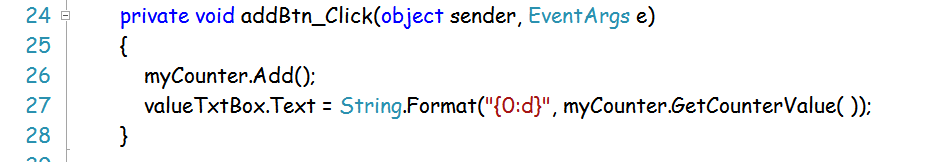 24 private void addBtn_Click(object sender, EventArgs e)
25 {
26 myCounter.Add();
27 valueTxtBox.Text = String.Format("{0:d}", myCounter.GetCounterValue( ));
28 }